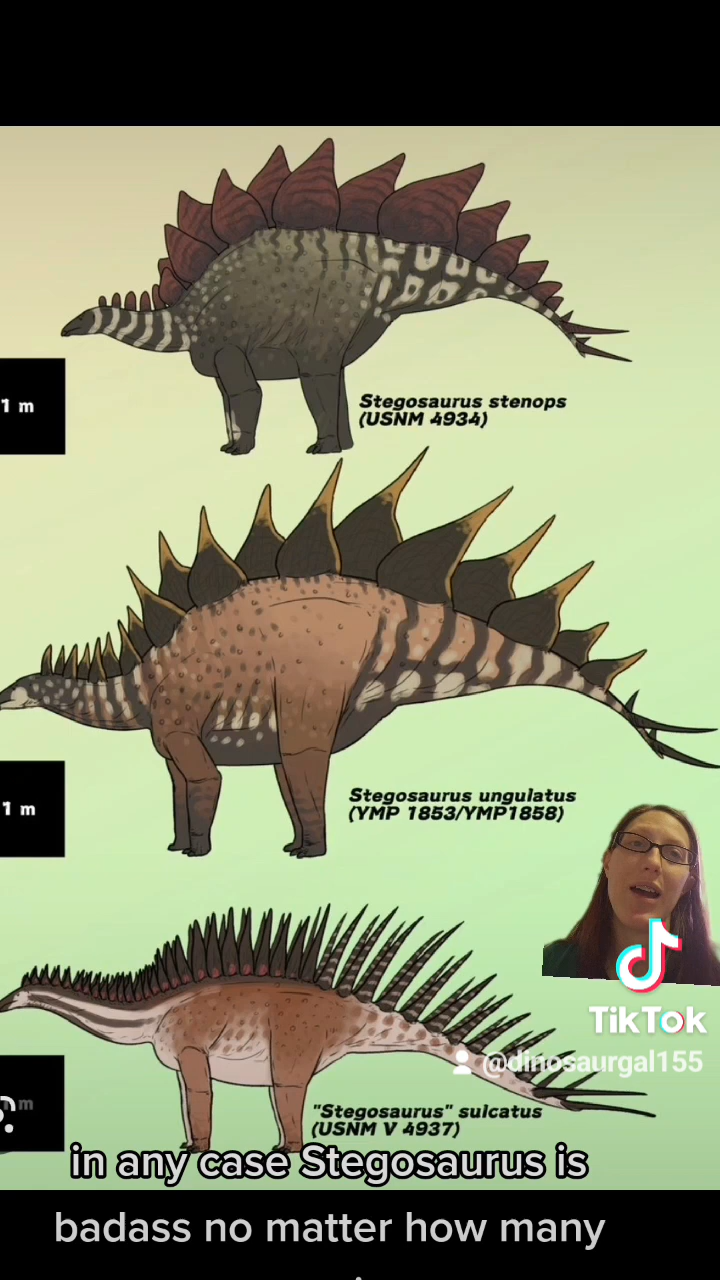 1 m
Stegosaurus stenops
(USNM 4934)
1 m
Stegosaurus ungulatus
(YMP 1853/YMP1858)
TikTok
@dinosaurgal155
m
"Stegosaurus" sulcatus
(USNM V 4937)
in any case Stegosaurus is
badass no matter how many